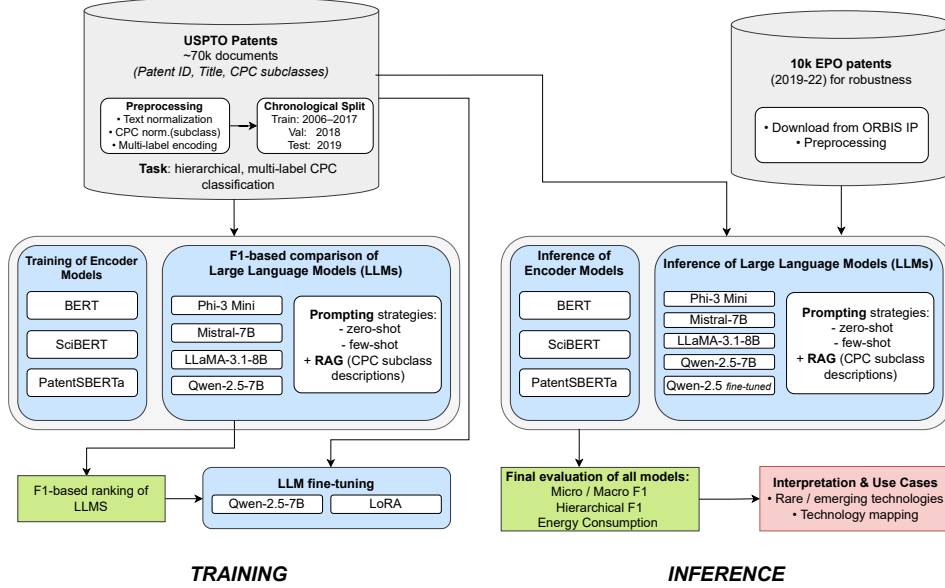 USPTO Patents
~70k documents
(Patent ID, Title, CPC subclasses)
Preprocessing
• Text normalization
• CPC norm.(subclass)
• Multi-label encoding
Chronological Split
Train: 2006–2017
Val: 2018
Test: 2019
Task: hierarchical, multi-label CPC
classification
10k EPO patents
(2019-22) for robustness
• Download from ORBIS IP
• Preprocessing
Training of Encoder
Models
BERT
SciBERT
PatentSBERTa
F1-based comparison of
Large Language Models (LLMs)
Phi-3 Mini
Mistral-7B
LLaMA-3.1-8B
Qwen-2.5-7B
Prompting strategies:
- zero-shot
- few-shot
+ RAG (CPC subclass
descriptions)
Inference of
Encoder Models
BERT
SciBERT
PatentSBERTa
Inference of Large Language Models (LLMs)
Phi-3 Mini
Mistral-7B
LLaMA-3.1-8B
Qwen-2.5-7B
Qwen-2.5 fine-tuned
Prompting strategies:
- zero-shot
- few-shot
+ RAG (CPC subclass
descriptions)
F1-based ranking of
LLMS
LLM fine-tuning
Qwen-2.5-7B
LoRA
Final evaluation of all models:
Micro / Macro F1
Hierarchical F1
Energy Consumption
Interpretation & Use Cases
• Rare / emerging technologies
• Technology mapping
TRAINING
INFERENCE